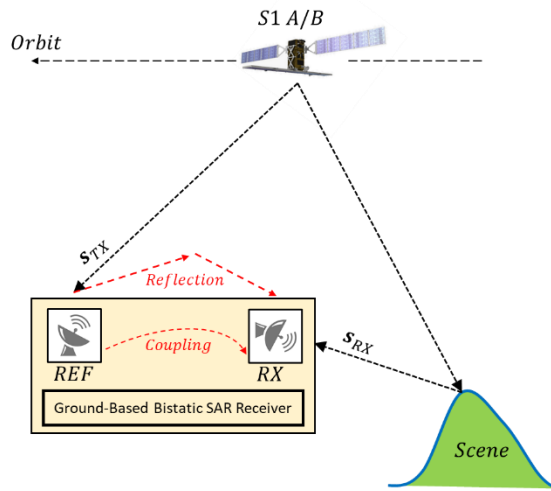 S1 A/B
Orbit
s_TX
Reflection
Coupling
s_RX
REF
RX
Ground-Based Bistatic SAR Receiver
Scene